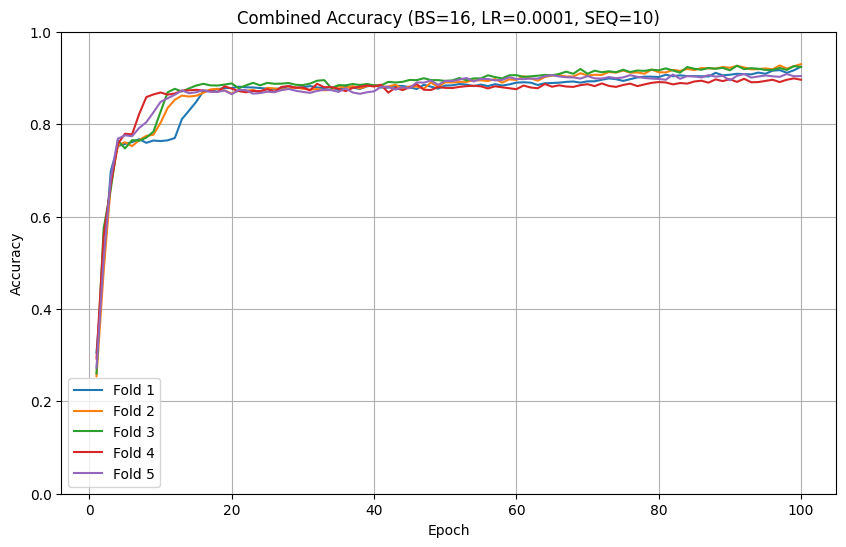 Combined Accuracy (BS=16, LR=0.0001, SEQ=10)
Accuracy
1.0
0.8
0.6
0.4
0.2
0.0
Fold 1
Fold 2
Fold 3
Fold 4
Fold 5
0 20 40 60 80 100
Epoch